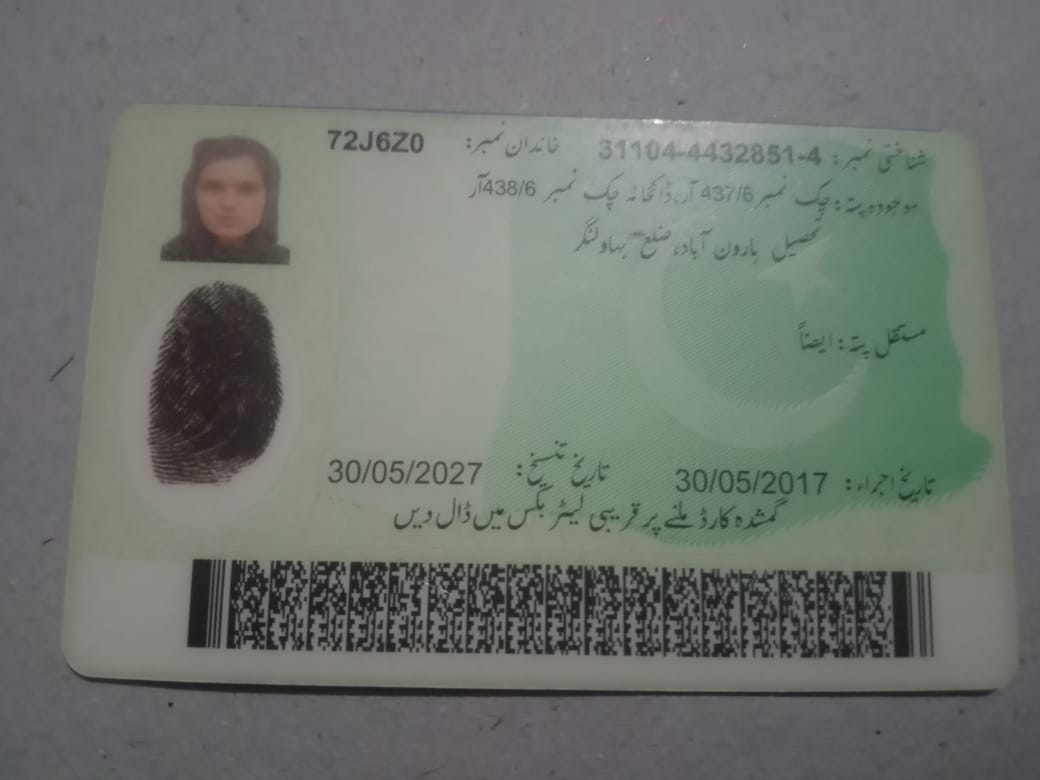 شناختی نمبر: 31104-4432851-4 خاندان نمبر: 72J6Z0
موجودہ پتہ: چک نمبر 437/6 آر، ڈاکخانہ چک نمبر 438/6 آر
تحصیل ہارون آباد، ضلع بہاولنگر
مستقل پتہ: ایضاً
تاریخ اجراء: 30/05/2017 تاریخ تنسیخ: 30/05/2027
گمشدہ کارڈ ملنے پر قریبی لیٹر بکس میں ڈال دیں